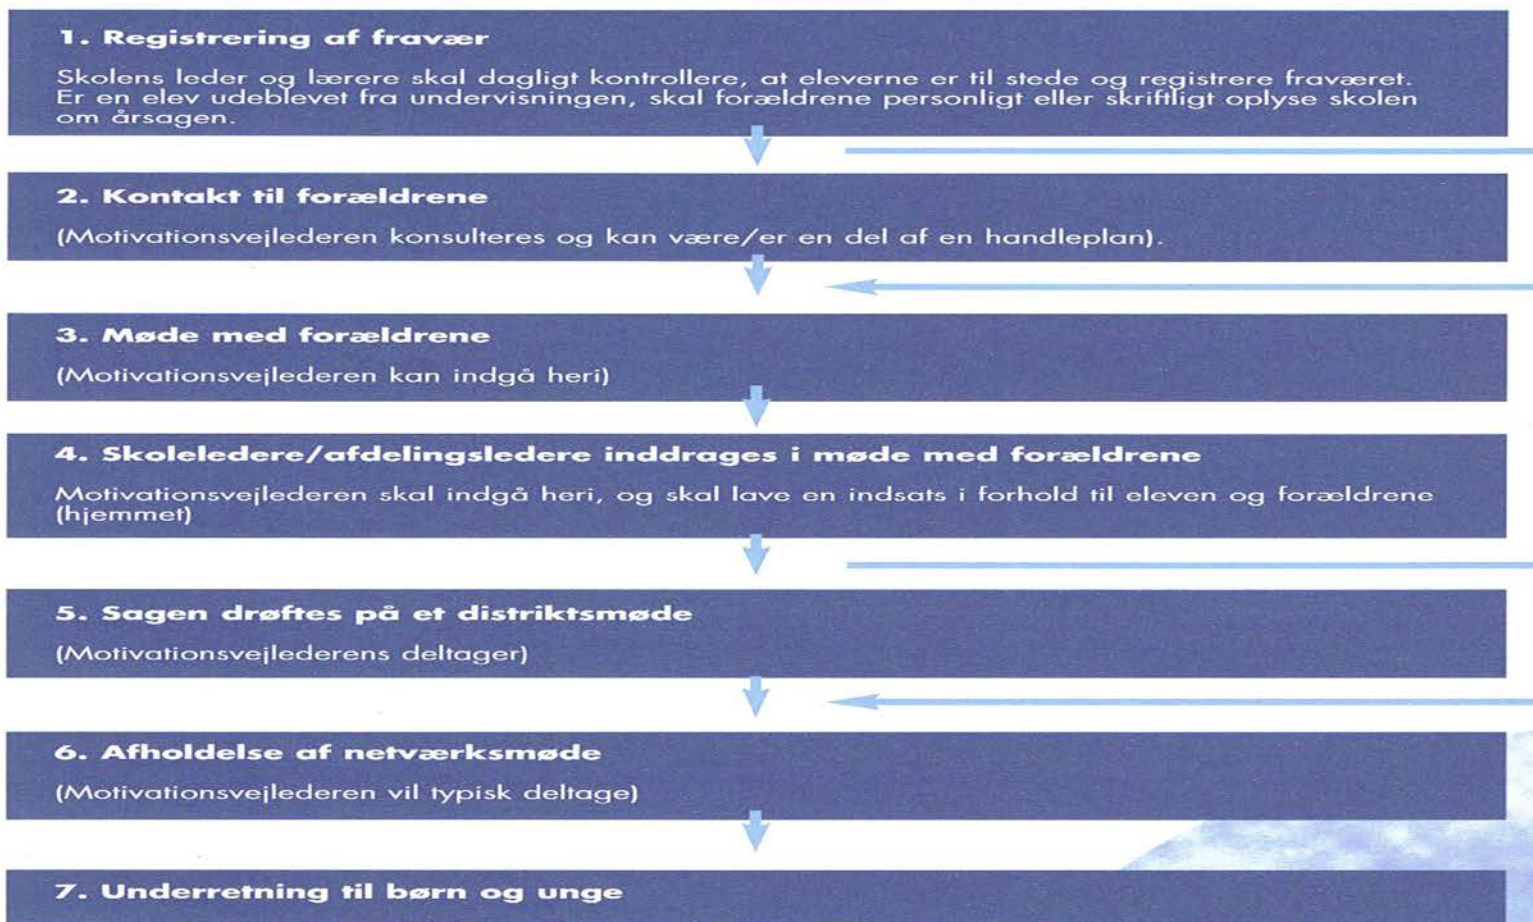 1. Registrering af fravær
Skolens leder og lærere skal dagligt kontrollere, at eleverne er til stede og registrere fraværet.
Er en elev udeblevet fra undervisningen, skal forældrene personligt eller skriftligt oplyse skolen
om årsagen.
2. Kontakt til forældrene
(Motivationsvejlederen konsulteres og kan være/er en del af en handleplan).
3. Møde med forældrene
(Motivationsvejlederen kan indgå heri)
4. Skoleledere/afdelingsledere inddrages i møde med forældrene
Motivationsvejlederen skal indgå heri, og skal lave en indsats i forhold til eleven og forældrene
(hjemmet)
5. Sagen drøftes på et distriktsmøde
(Motivationsvejlederens deltager)
6. Afholdelse af netværksmøde
(Motivationsvejlederen vil typisk deltage)
7. Underretning til børn og unge